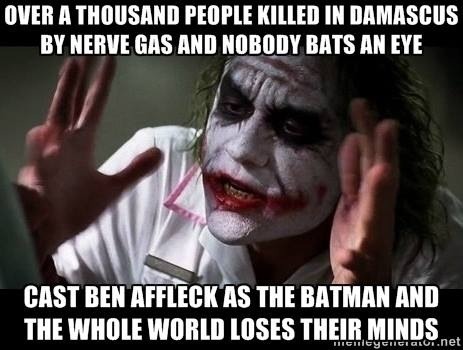 OVER A THOUSAND PEOPLE KILLED IN DAMASCUS
BY NERVE GAS AND NOBODY BATS AN EYE
CAST BEN AFFLECK AS THE BATMAN AND
THE WHOLE WORLD LOSES THEIR MINDS
memegenerator.net